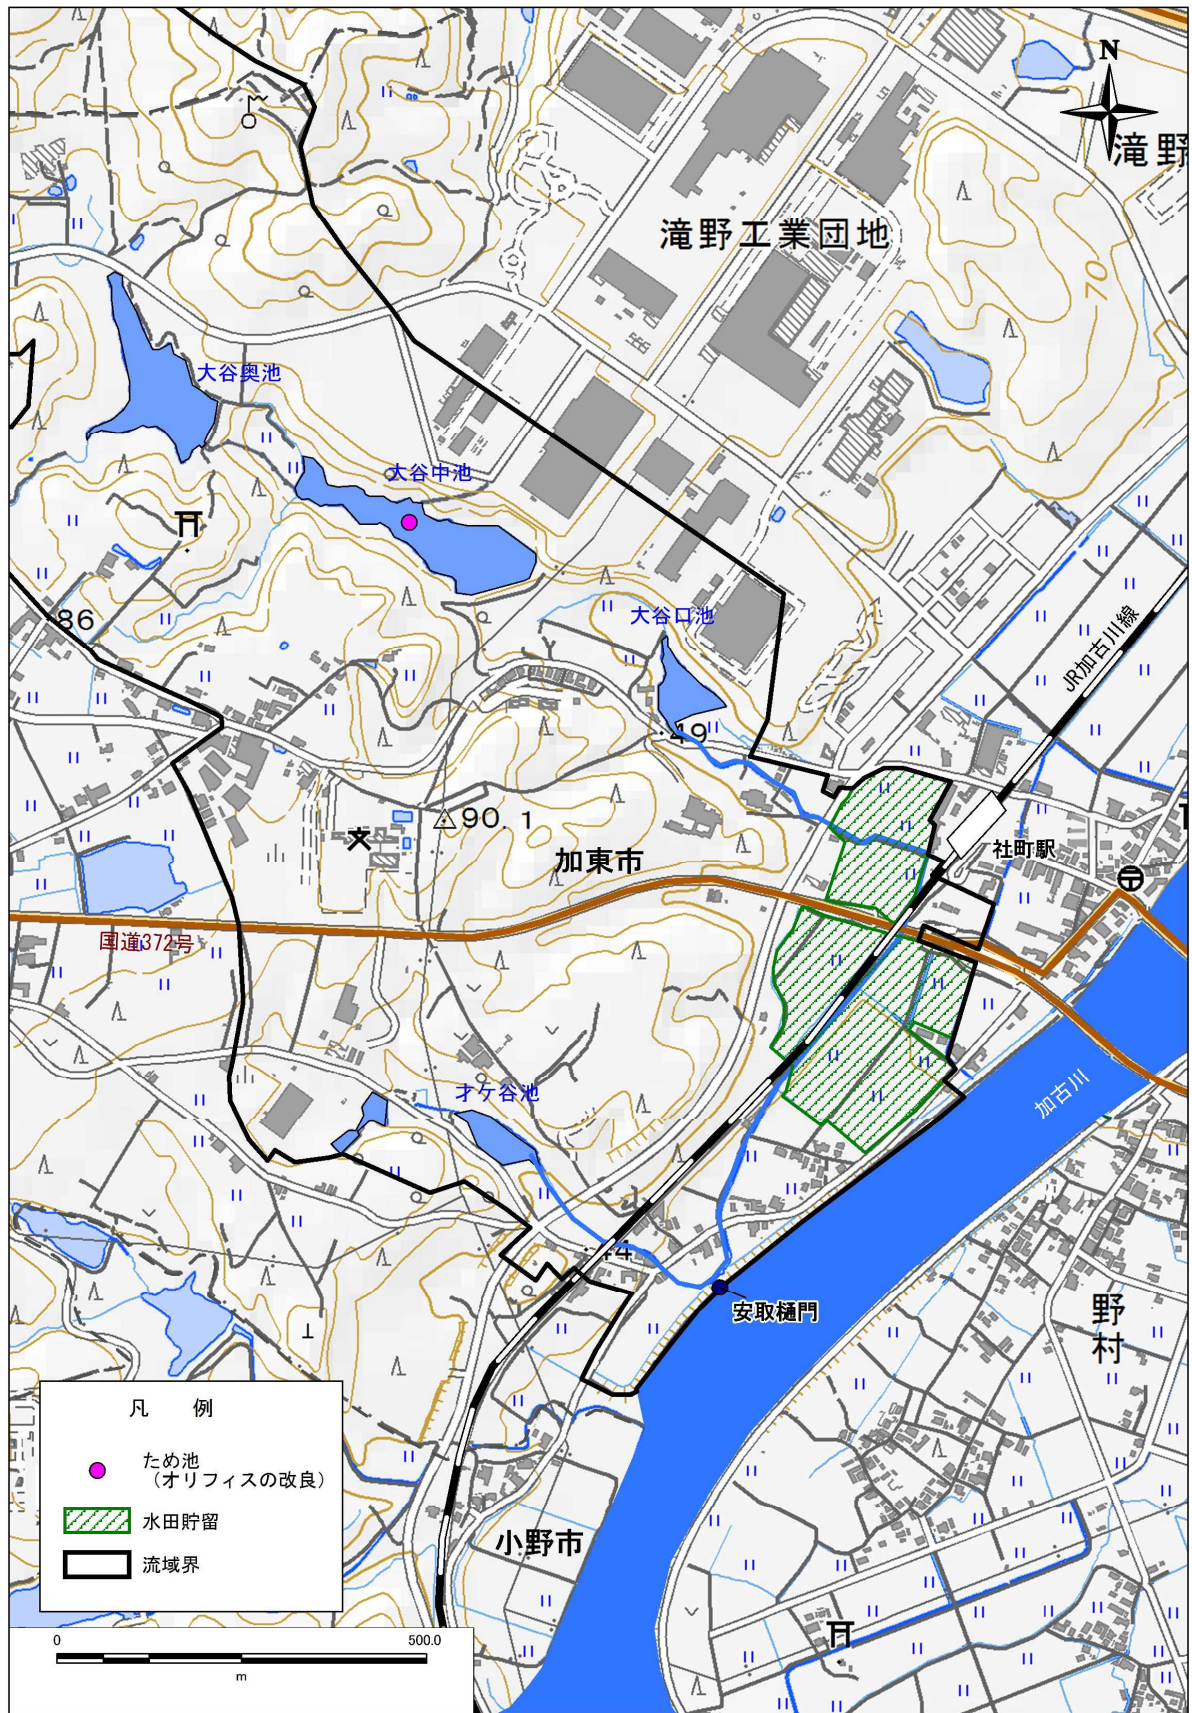 N
滝野
滝野工業団地
70
大谷奥池
大谷中池
86
大谷口池
JR加古川線
49
90.1
加東市
社町駅
国道372号
才ケ谷池
加古川
44
安取樋門
野村
凡 例
ため池
(オリフィスの改良)
水田貯留
流域界
小野市
0 500.0
m